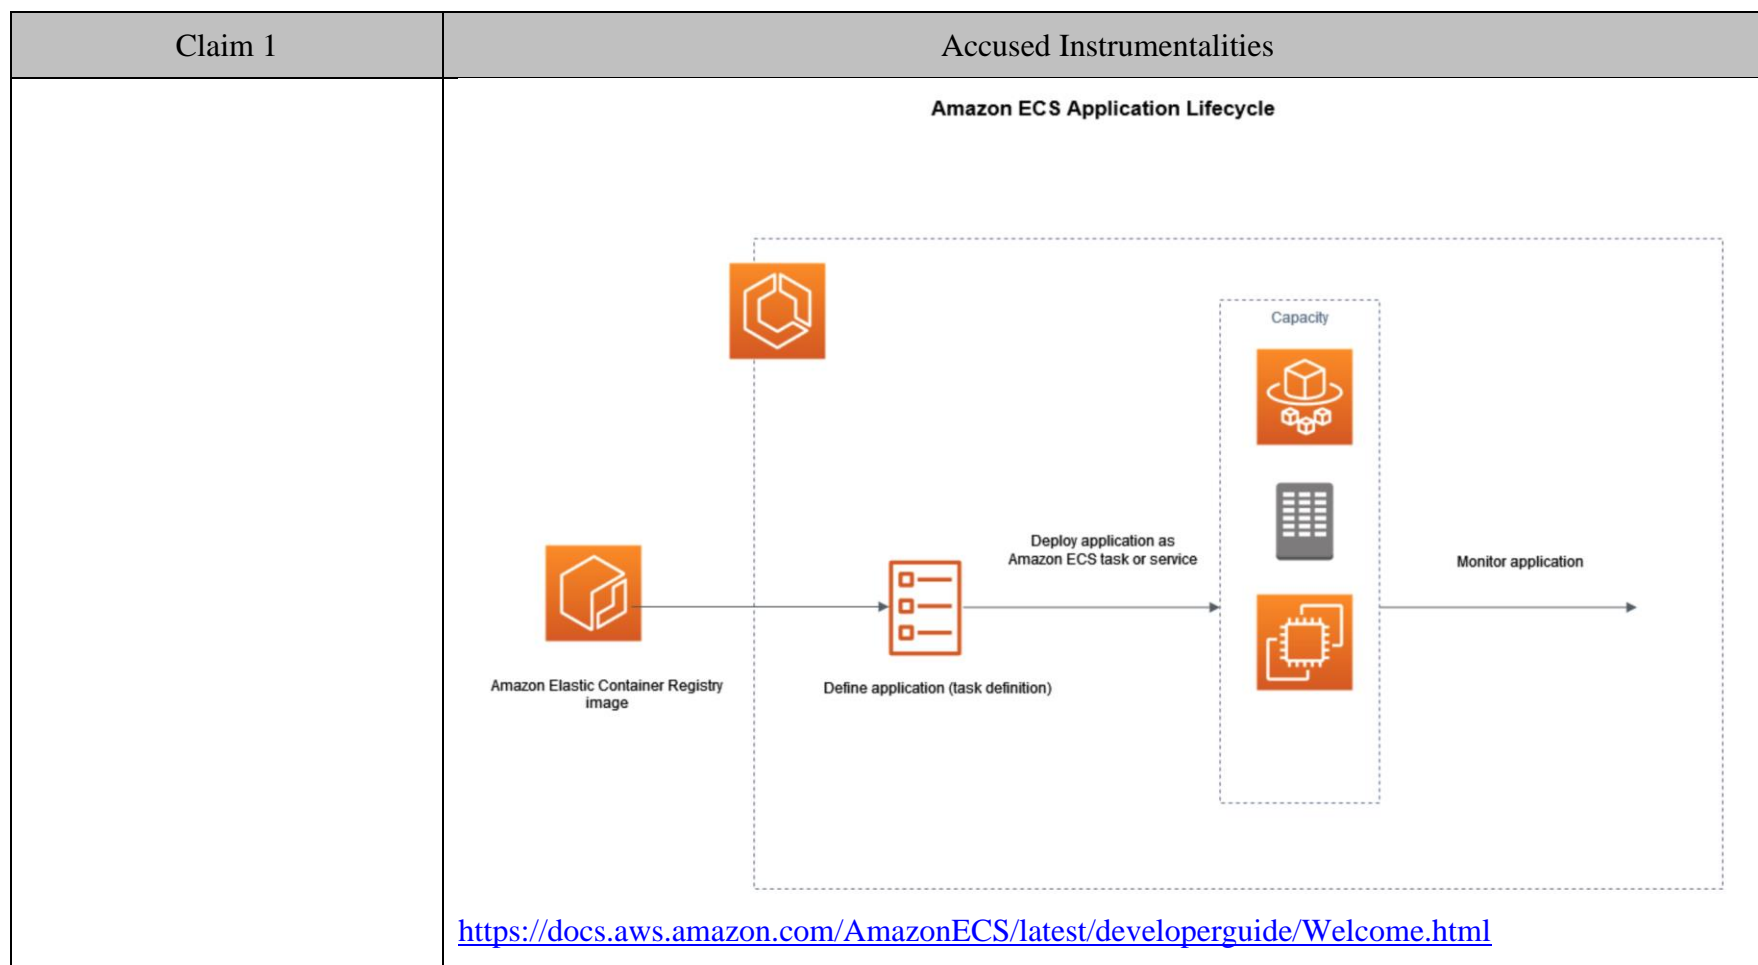 Claim 1
Accused Instrumentalities
Amazon ECS Application Lifecycle
Capacity
Deploy application as
Amazon ECS task or service
Monitor application
Amazon Elastic Container Registry
image
Define application (task definition)
https://docs.aws.amazon.com/AmazonECS/latest/developerguide/Welcome.html